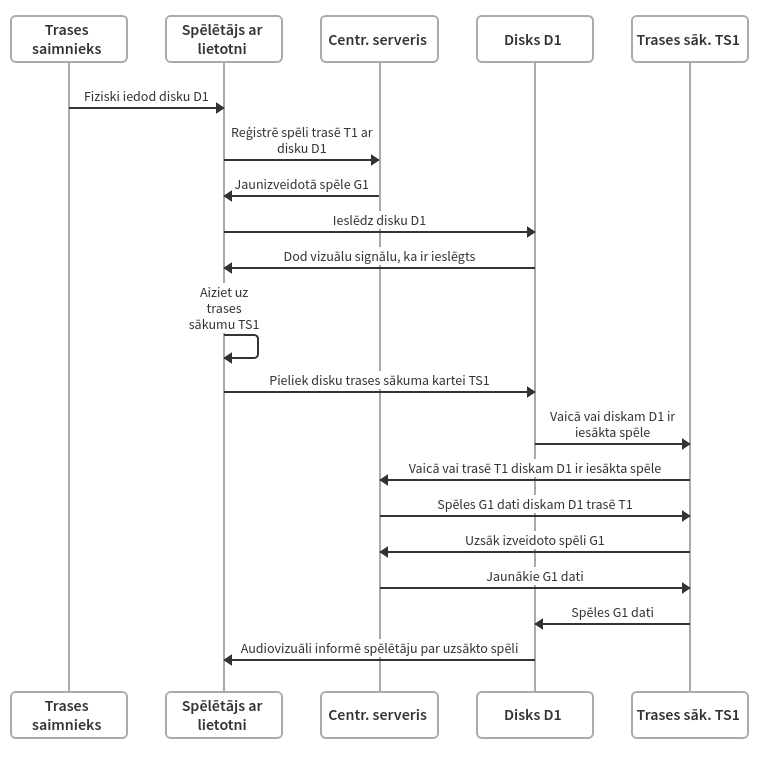 Trases
saimnieks
Spēlētājs ar
lietotni
Centr. serveris
Disks D1
Trases sāk. TS1
Fiziski iedod disku D1
Reģistrē spēli trasē T1 ar
disku D1
Jaunizveidotā spēle G1
Ieslēdz disku D1
Dod vizuālu signālu, ka ir ieslēgts
Aiziet uz
trases
sākumu TS1
Pieliek disku trases sākuma kartei TS1
Vaicā vai diskam D1 ir
iesākta spēle
Vaicā vai trasē T1 diskam D1 ir iesākta spēle
Spēles G1 dati diskam D1 trasē T1
Uzsāk izveidoto spēli G1
Jaunākie G1 dati
Spēles G1 dati
Audiovizuāli informē spēlētāju par uzsākto spēli
Trases
saimnieks
Spēlētājs ar
lietotni
Centr. serveris
Disks D1
Trases sāk. TS1